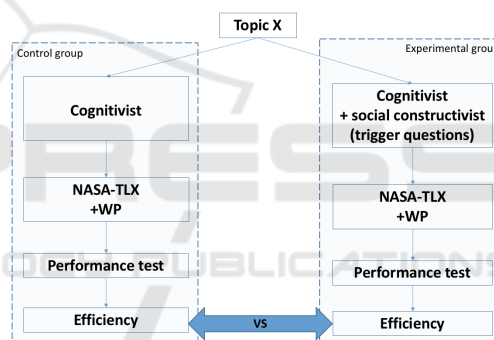 Topic X
Control group
Experimental grou
Cognitivist
Cognitivist
+ social constructivist
(trigger questions)
NASA-TLX
+WP
NASA-TLX
+WP
Performance test
Performance test
Efficiency
VS
Efficiency